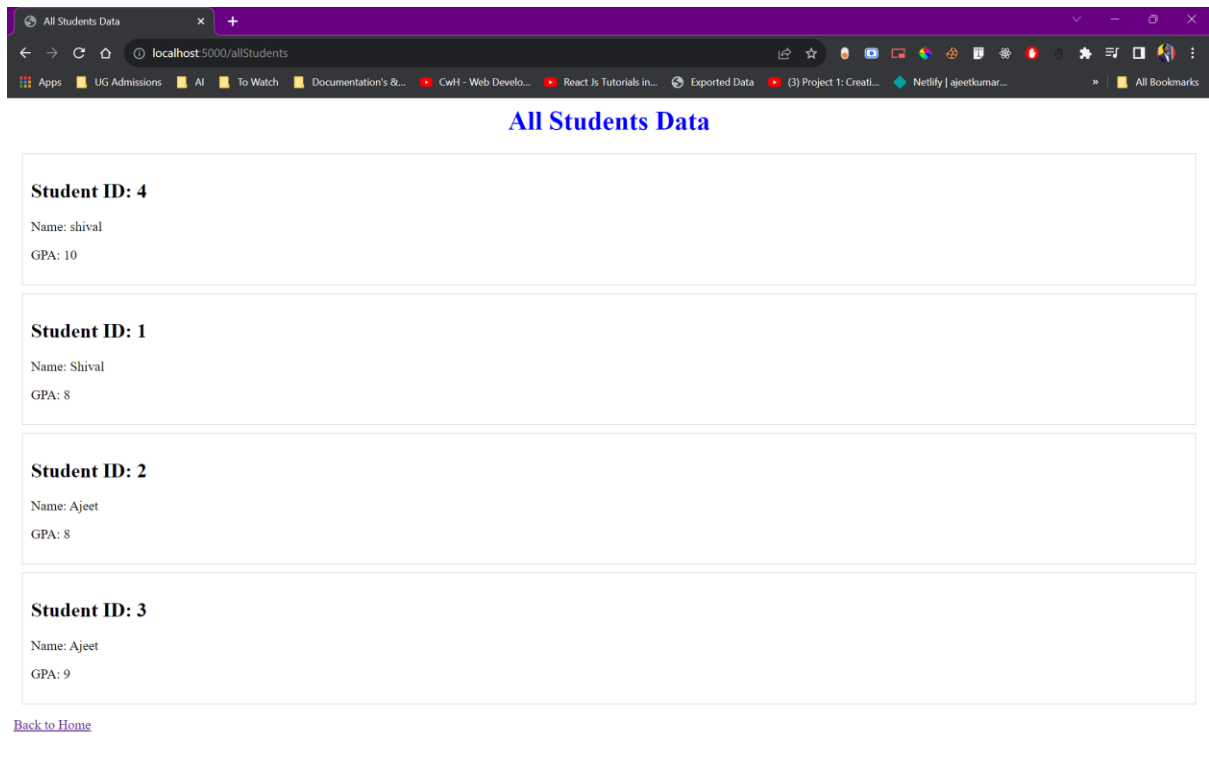 All Students Data
localhost:5000/allStudents
Apps UG Admissions AI To Watch Documentation's &... CwH - Web Develo... React Js Tutorials in... Exported Data (3) Project 1: Creati... Netlify | ajeetkumar... » All Bookmarks
All Students Data
Student ID: 4
Name: shival
GPA: 10
Student ID: 1
Name: Shival
GPA: 8
Student ID: 2
Name: Ajeet
GPA: 8
Student ID: 3
Name: Ajeet
GPA: 9
Back to Home